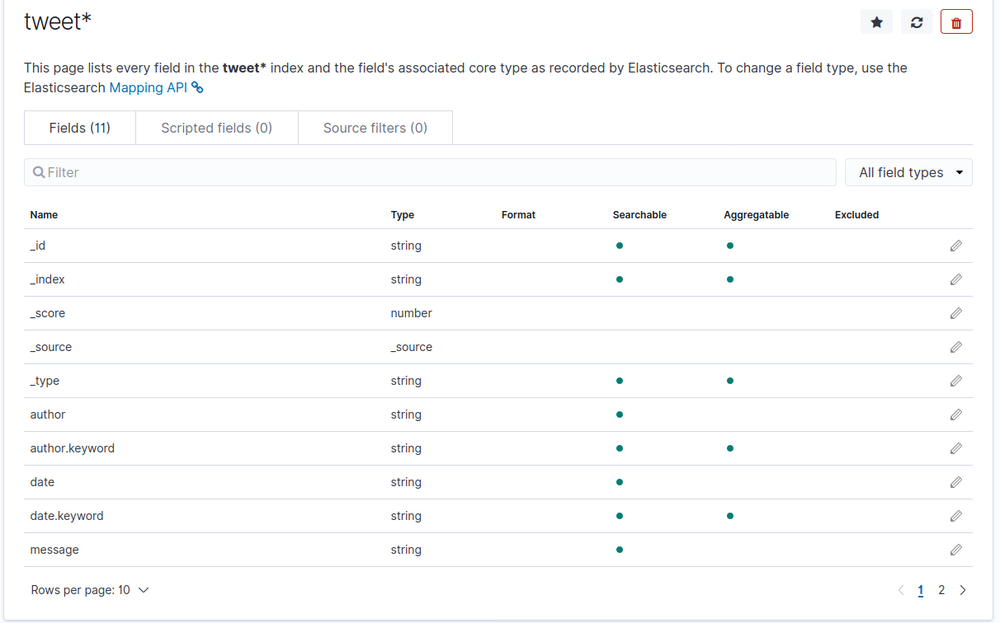 tweet*
This page lists every field in the tweet* index and the field's associated core type as recorded by Elasticsearch. To change a field type, use the
Elasticsearch Mapping API
Fields (11) Scripted fields (0) Source filters (0)
Filter All field types
Name Type Format Searchable Aggregatable Excluded
_id string
_index string
_score number
_source _source
_type string
author string
author.keyword string
date string
date.keyword string
message string
Rows per page: 10 1 2